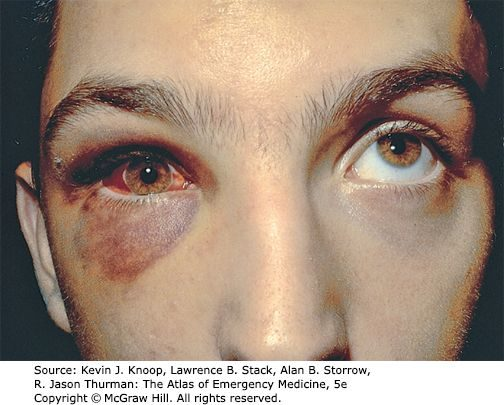 Source: Kevin J. Knoop, Lawrence B. Stack, Alan B. Storrow,
R. Jason Thurman: The Atlas of Emergency Medicine, 5e
Copyright © McGraw Hill. All rights reserved.